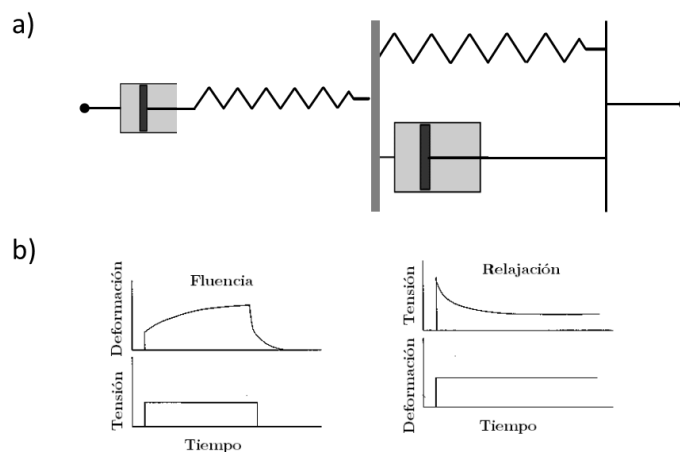 a)
b)
Fluencia
Deformación
Tensión
Tiempo
Relajación
Tensión
Deformación
Tiempo